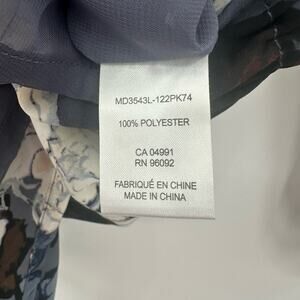 MD3543L-122PK74
100% POLYESTER
CA 04991
RN 96092
FABRIQUÉ EN CHINE
MADE IN CHINA